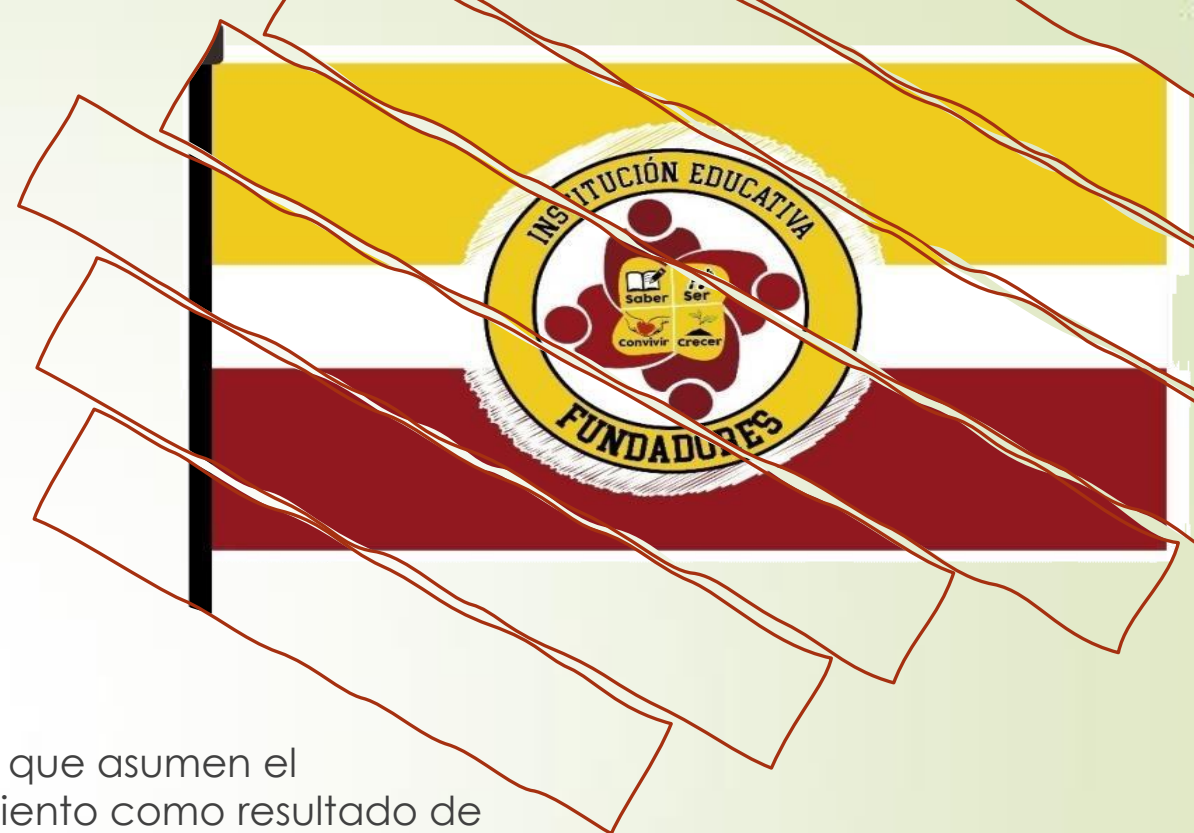 INSTITUCIÓN EDUCATIVA
Saber Ser
Convivir Crecer
FUNDADORES
que asumen el
iento como resultado de